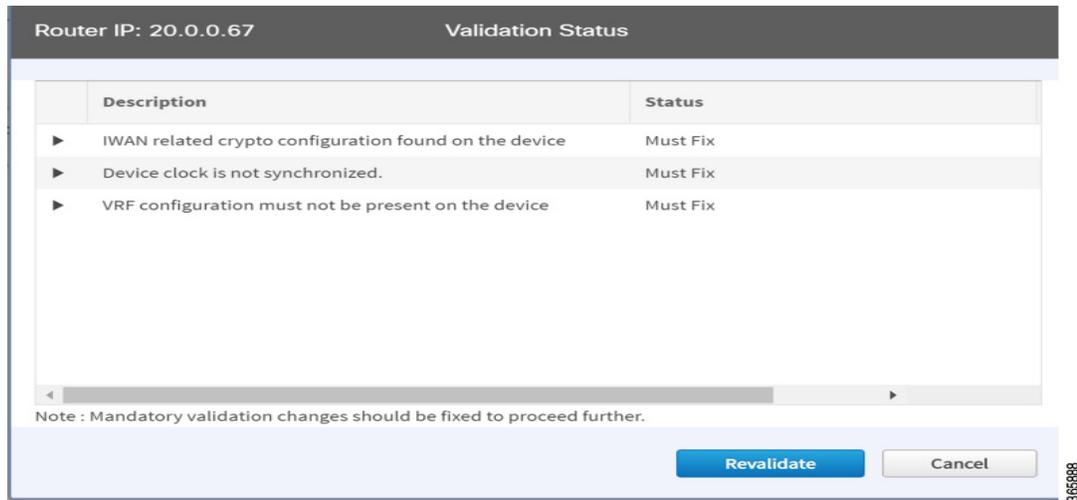 Router IP: 20.0.0.67 Validation Status
Description Status
IWAN related crypto configuration found on the device Must Fix
Device clock is not synchronized. Must Fix
VRF configuration must not be present on the device Must Fix
Note : Mandatory validation changes should be fixed to proceed further.
Revalidate Cancel
365888